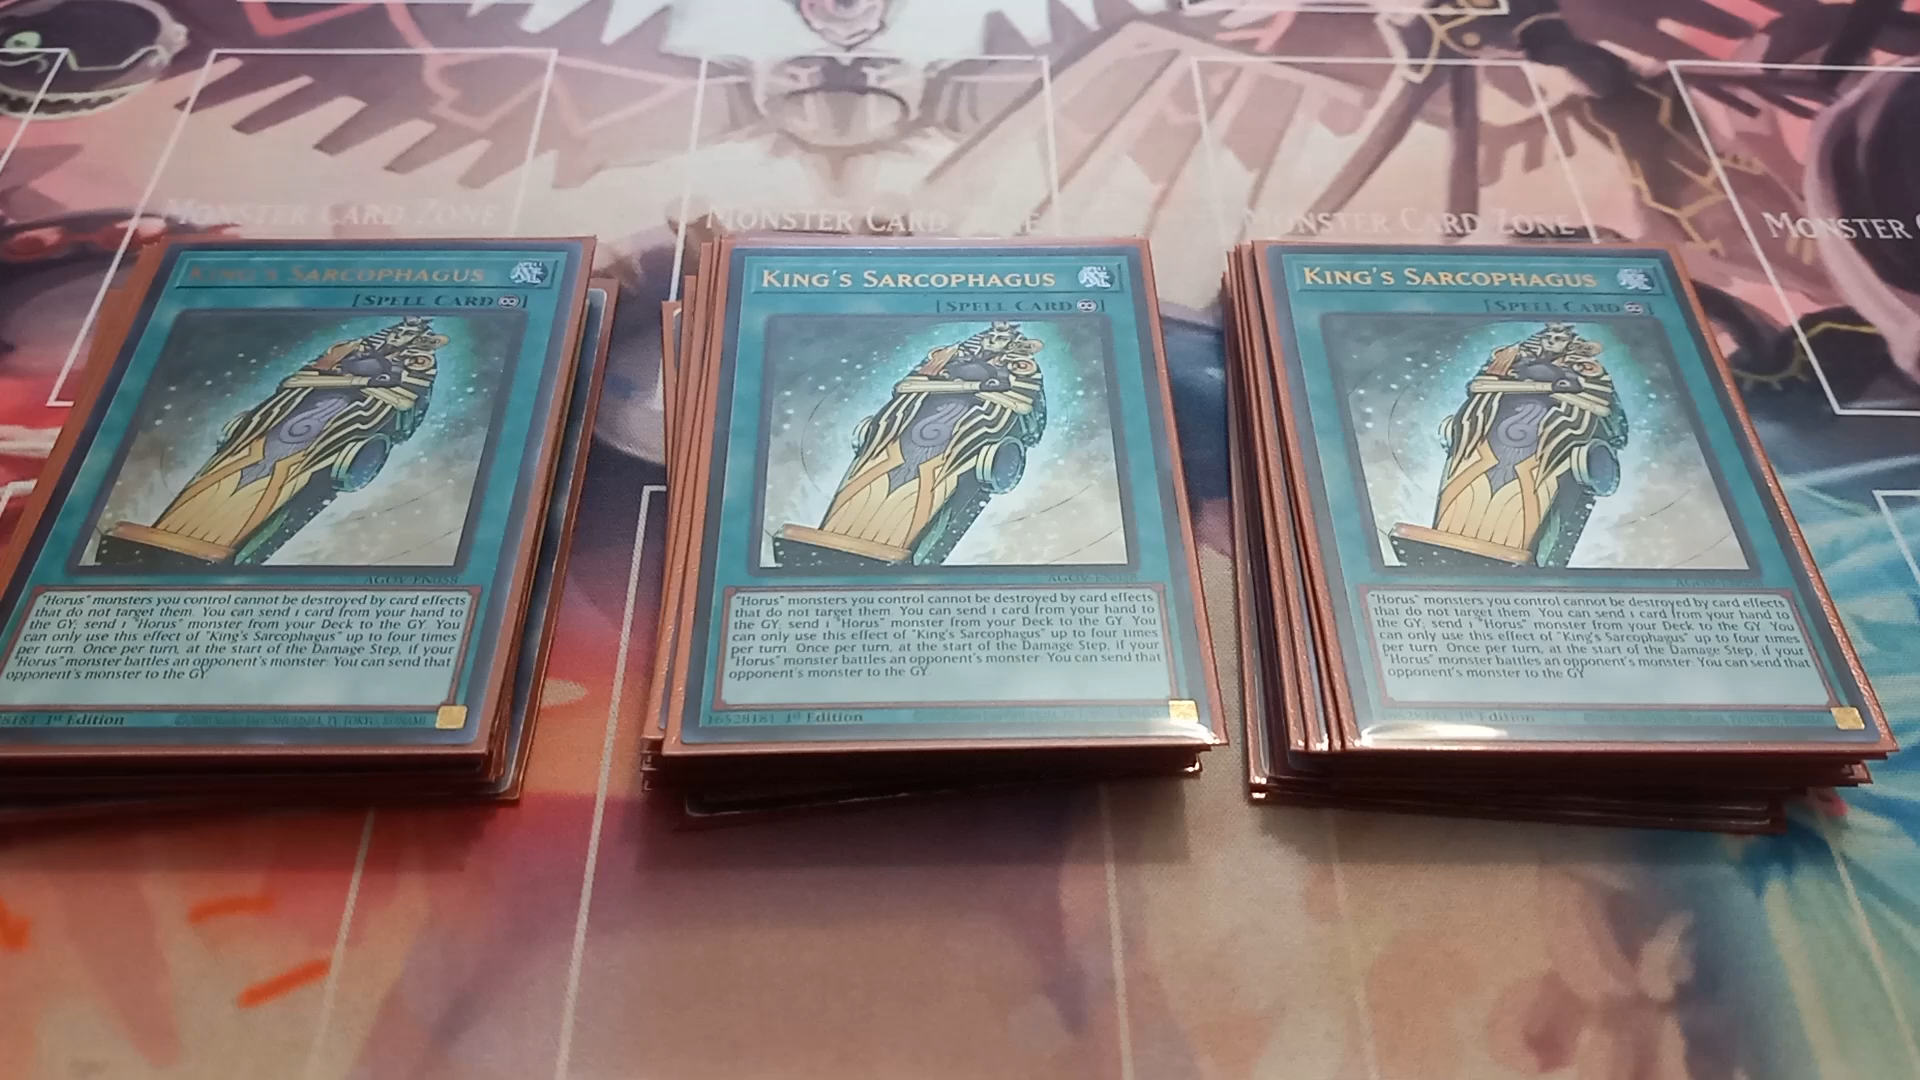 MONSTER CARD ZONE
MONSTER CARD ZONE
MONSTER CARD ZONE
MONSTER
KING'S SARCOPHAGUS
[SPELL CARD]
AGOV-EN058
"Horus" monsters you control cannot be destroyed by card effects
that do not target them. You can send 1 card from your hand to
the GY; send 1 "Horus" monster from your Deck to the GY. You
can only use this effect of "King's Sarcophagus" up to four times
per turn. Once per turn, at the start of the Damage Step, if your
"Horus" monster battles an opponent's monster: You can send that
opponent's monster to the GY.
8181 1st Edition
KING'S SARCOPHAGUS
[SPELL CARD]
"Horus" monsters you control cannot be destroyed by card effects
that do not target them. You can send 1 card from your hand to
the GY; send 1 "Horus" monster from your Deck to the GY. You
can only use this effect of "King's Sarcophagus" up to four times
per turn. Once per turn, at the start of the Damage Step, if your
"Horus" monster battles an opponent's monster: You can send that
opponent's monster to the GY.
16528181 1st Edition
KING'S SARCOPHAGUS
[SPELL CARD]
"Horus" monsters you control cannot be destroyed by card effects
that do not target them. You can send 1 card from your hand to
the GY; send 1 "Horus" monster from your Deck to the GY. You
can only use this effect of "King's Sarcophagus" up to four times
per turn. Once per turn, at the start of the Damage Step, if your
"Horus" monster battles an opponent's monster: You can send that
opponent's monster to the GY.
1st Edition